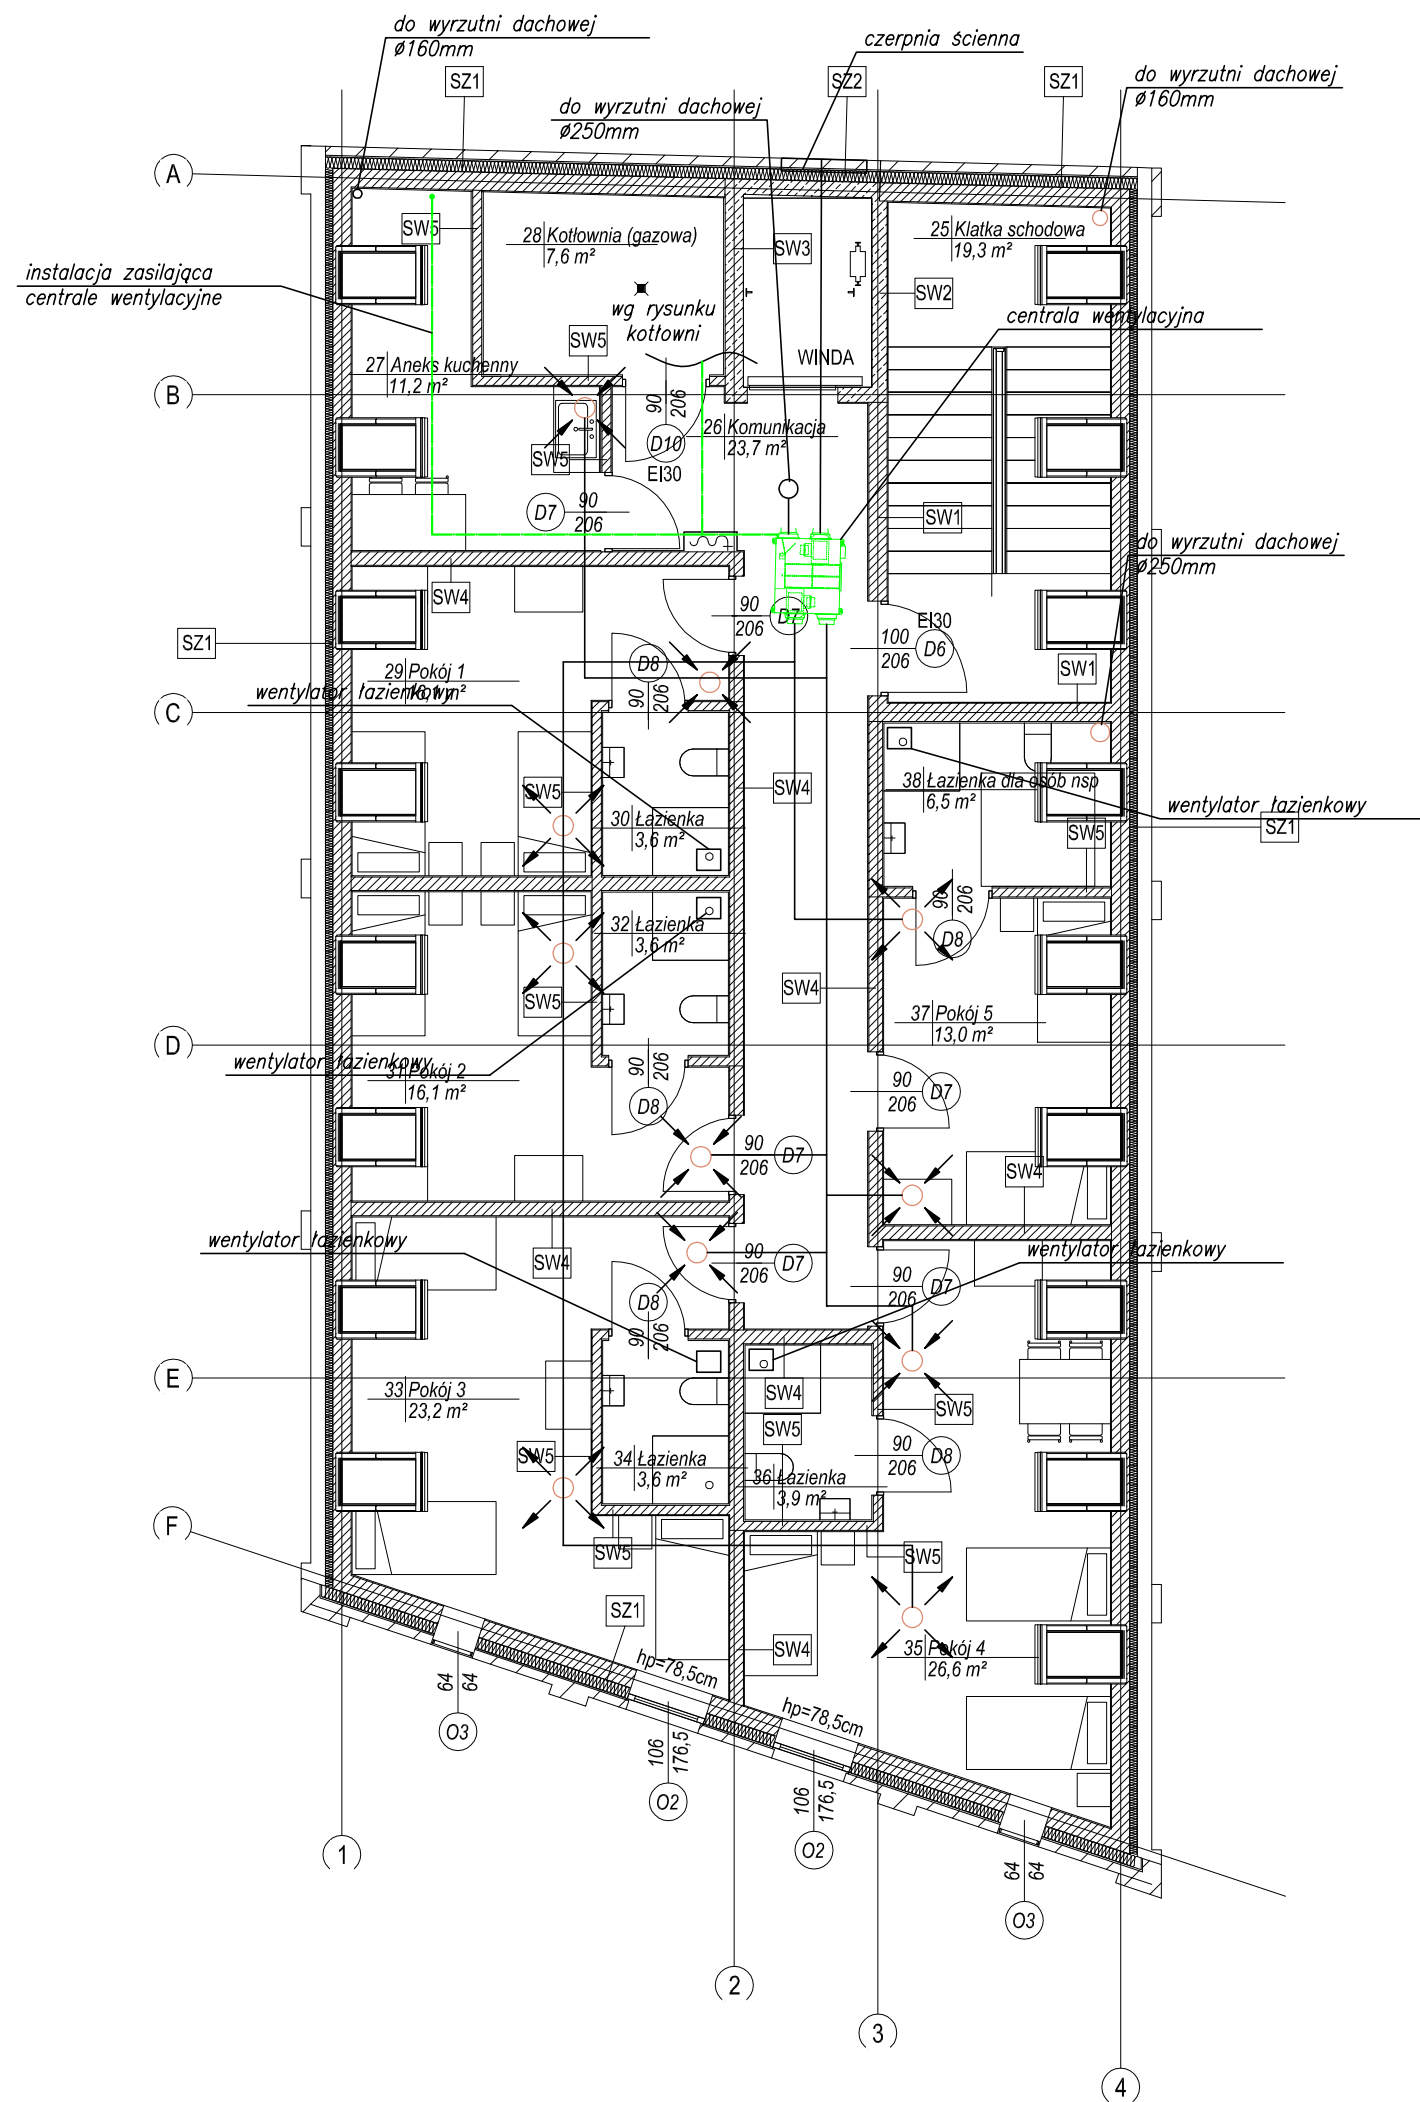 do wyrzutni dachowej
ø160mm
czerpnia ścienna
SZ1
SZ2
SZ1
do wyrzutni dachowej
ø160mm
do wyrzutni dachowej
ø250mm
A
SW5
28 Kotłownia (gazowa)
7,6 m²
SW3
25 Klatka schodowa
19,3 m²
instalacja zasilająca
centrale wentylacyjne
wg rysunku
kotłowni
SW2
centrala wentylacyjna
SW5
WINDA
27 Aneks kuchenny
11,2 m²
B
90
206
26 Komunikacja
23,7 m²
D10
EI30
SW5
D7
90
206
SW1
do wyrzutni dachowej
ø250mm
SW4
90
206
D7
EI30
100
206
D6
SZ1
D8
90
206
29 Pokój 1
16,1 m²
SW1
wentylator łazienkowy
C
SW5
SW4
38 Łazienka dla osób nsp
6,5 m²
wentylator łazienkowy
30 Łazienka
3,6 m²
SW5
SZ1
90
206
32 Łazienka
3,6 m²
D8
SW5
SW4
37 Pokój 5
13,0 m²
D
wentylator łazienkowy
31 Pokój 2
16,1 m²
90
206
D8
90
206
D7
90
206
D7
SW4
wentylator łazienkowy
SW4
90
206
D7
wentylator łazienkowy
90
206
D7
D8
90
206
E
33 Pokój 3
23,2 m²
SW4
SW5
SW5
90
206
D8
SW5
34 Łazienka
3,6 m²
36 Łazienka
3,9 m²
F
SW5
SW5
SZ1
SW4
35 Pokój 4
26,6 m²
hp=78,5cm
hp=78,5cm
64
64
O3
106
176,5
O2
106
176,5
O2
64
64
O3
1
2
3
4